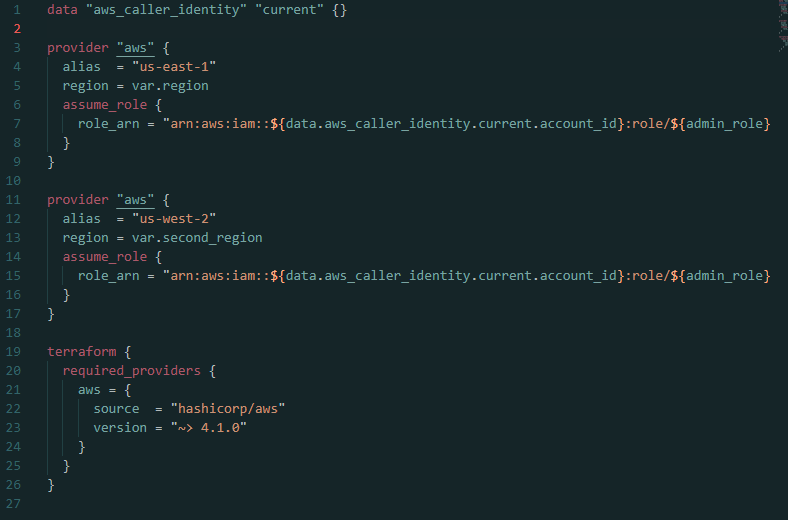 1 data "aws_caller_identity" "current" {}
2
3 provider "aws" {
4   alias  = "us-east-1"
5   region = var.region
6   assume_role {
7     role_arn = "arn:aws:iam::${data.aws_caller_identity.current.account_id}:role/${admin_role}
8   }
9 }
10
11 provider "aws" {
12   alias  = "us-west-2"
13   region = var.second_region
14   assume_role {
15     role_arn = "arn:aws:iam::${data.aws_caller_identity.current.account_id}:role/${admin_role}
16   }
17 }
18
19 terraform {
20   required_providers {
21     aws = {
22       source  = "hashicorp/aws"
23       version = "~> 4.1.0"
24     }
25   }
26 }
27